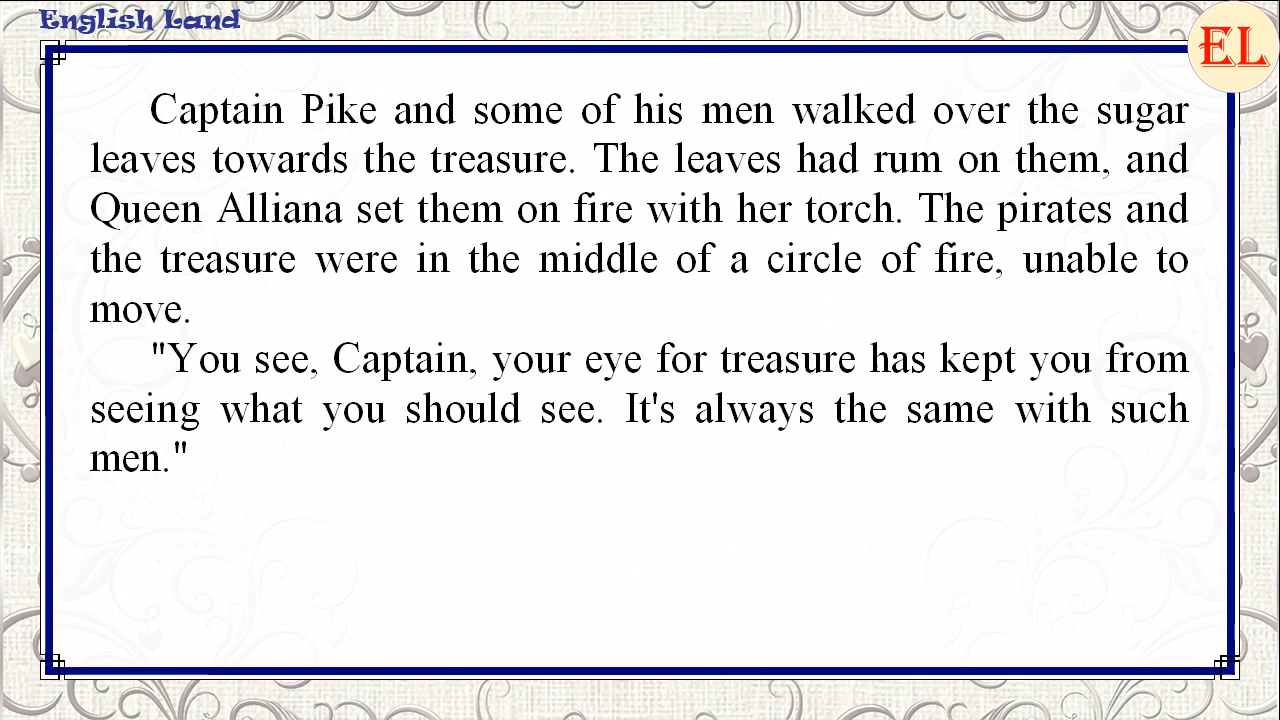 English Land
EL
Captain Pike and some of his men walked over the sugar
leaves towards the treasure. The leaves had rum on them, and
Queen Alliana set them on fire with her torch. The pirates and
the treasure were in the middle of a circle of fire, unable to
move.
"You see, Captain, your eye for treasure has kept you from
seeing what you should see. It's always the same with such
men."